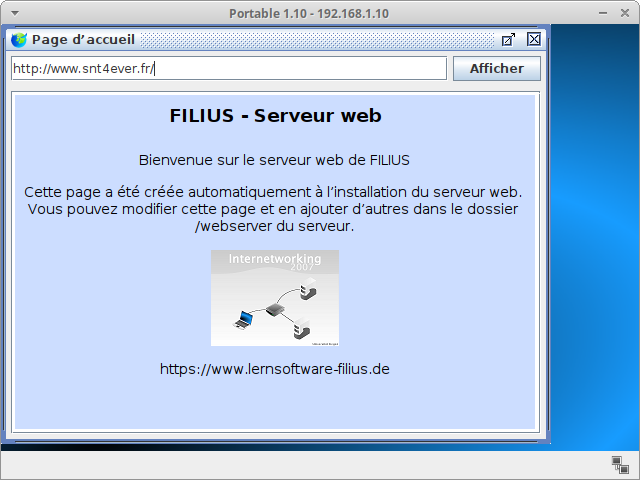 Portable 1.10 - 192.168.1.10
Page d’accueil
http://www.snt4ever.fr/
Afficher
FILIUS - Serveur web
Bienvenue sur le serveur web de FILIUS
Cette page a été créée automatiquement à l’installation du serveur web.
Vous pouvez modifier cette page et en ajouter d’autres dans le dossier
/webserver du serveur.
Internetworking
2007
https://www.lernsoftware-filius.de